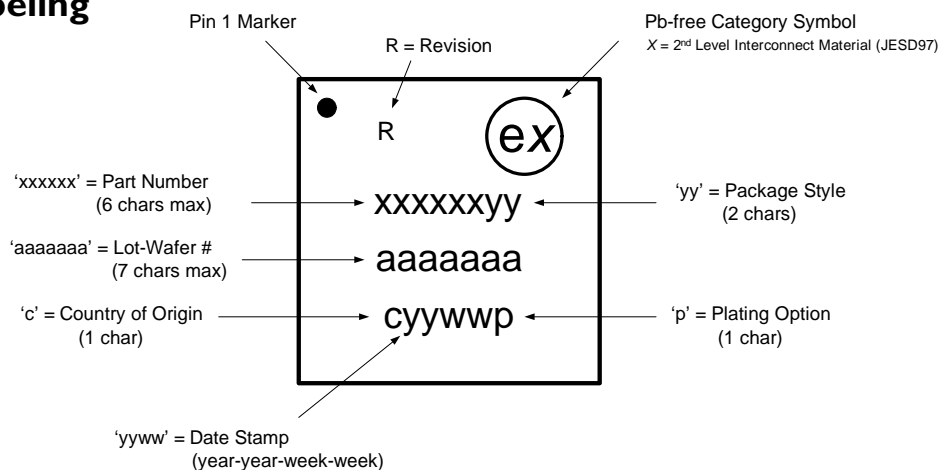 Pin 1 Marker
R = Revision
Pb-free Category Symbol
X = 2nd Level Interconnect Material (JESD97)
R
ex
‘xxxxxx’ = Part Number
(6 chars max)
xxxxxxyy
‘yy’ = Package Style
(2 chars)
‘aaaaaaa’ = Lot-Wafer #
(7 chars max)
aaaaaaa
‘c’ = Country of Origin
(1 char)
cyywwp
‘p’ = Plating Option
(1 char)
‘yyww’ = Date Stamp
(year-year-week-week)